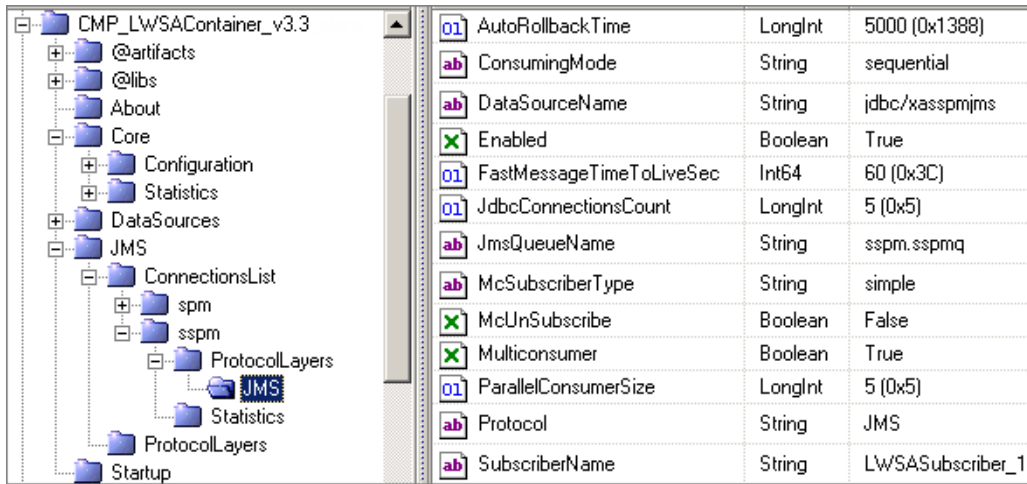 CMP_LWSAContainer_v3.3
@artifacts
@libs
About
Core
Configuration
Statistics
DataSources
JMS
ConnectionsList
spm
sspm
ProtocolLayers
JMS
Statistics
ProtocolLayers
Startup
01 AutoRollbackTime LongInt 5000 (0x1388)
ab ConsumingMode String sequential
ab DataSourceName String jdbc/xasspmjms
Enabled Boolean True
01 FastMessageTimeToLiveSec Int64 60 (0x3C)
01 JdbcConnectionsCount LongInt 5 (0x5)
ab JmsQueueName String sspm.sspmq
ab McSubscriberType String simple
McUnSubscribe Boolean False
Multiconsumer Boolean True
01 ParallelConsumerSize LongInt 5 (0x5)
ab Protocol String JMS
ab SubscriberName String LWSASubscriber_1